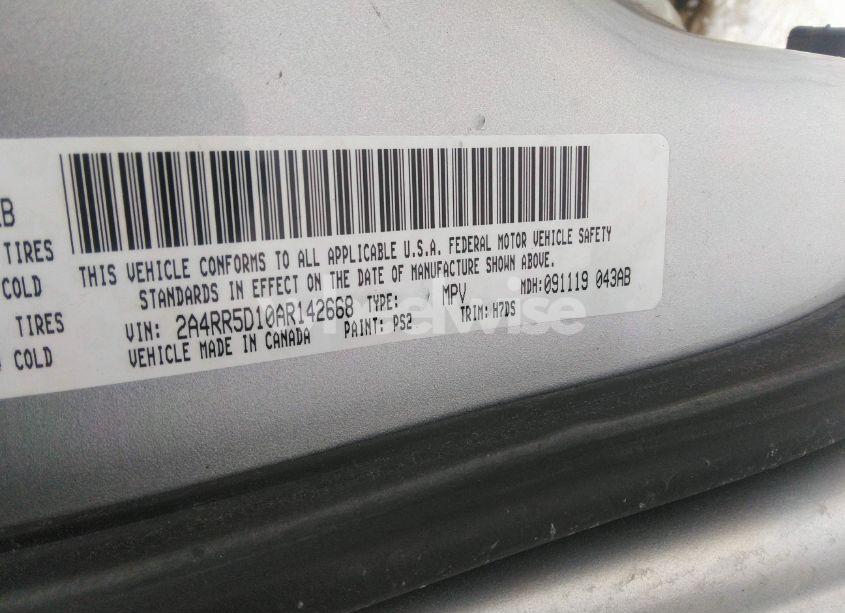 B
TIRES
COLD
TIRES
COLD
THIS VEHICLE CONFORMS TO ALL APPLICABLE U.S.A. FEDERAL MOTOR VEHICLE SAFETY
STANDARDS IN EFFECT ON THE DATE OF MANUFACTURE SHOWN ABOVE.
MDH:091119 043AB
VIN: 2A4RR5D10AR142668 TYPE: MPV
VEHICLE MADE IN CANADA PAINT: PS2 TRIM: H7DS
wheelwise